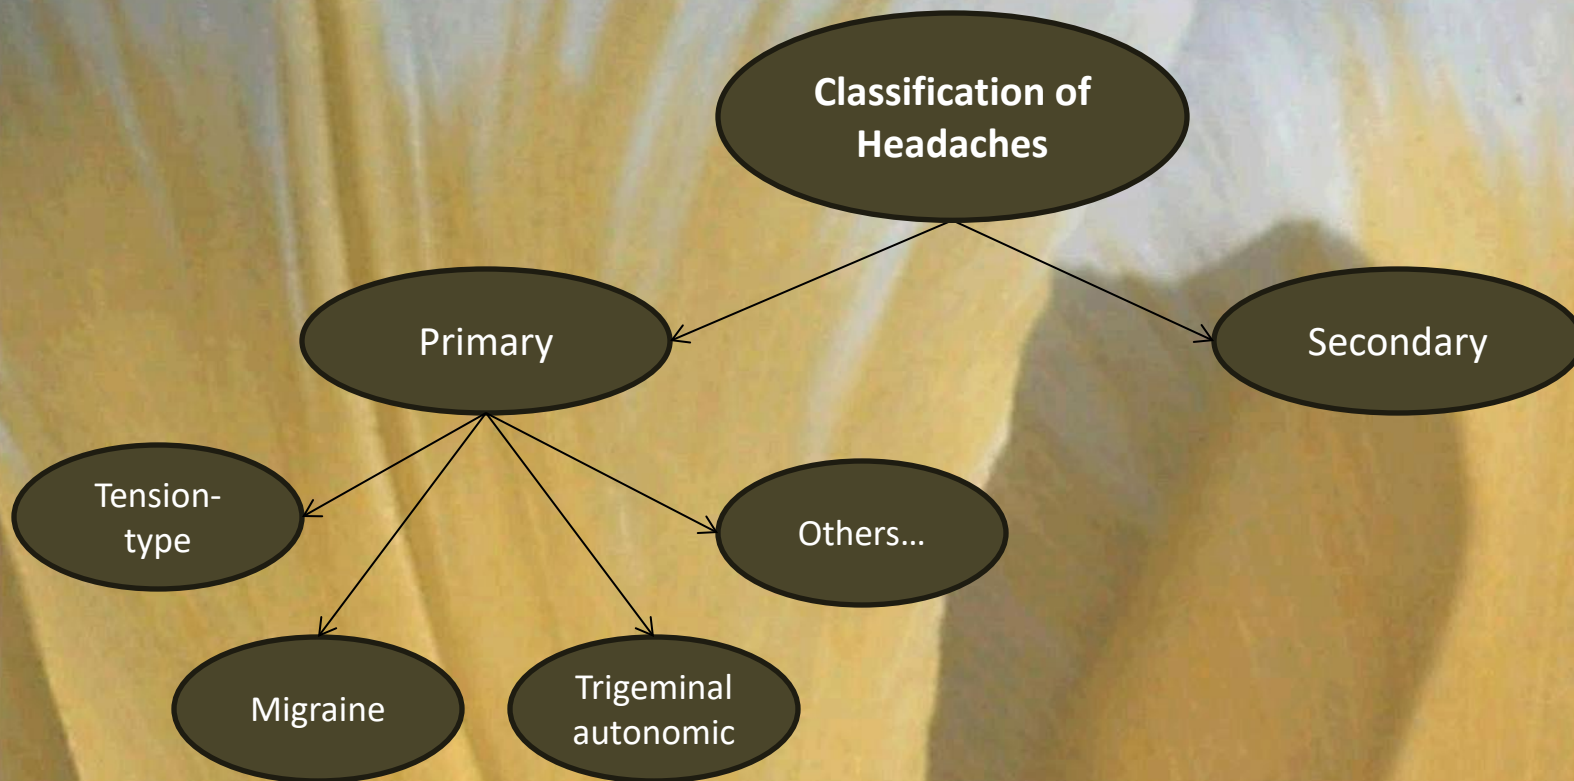 Classification of
Headaches
Primary
Secondary
Tension-
type
Others...
Migraine
Trigeminal
autonomic